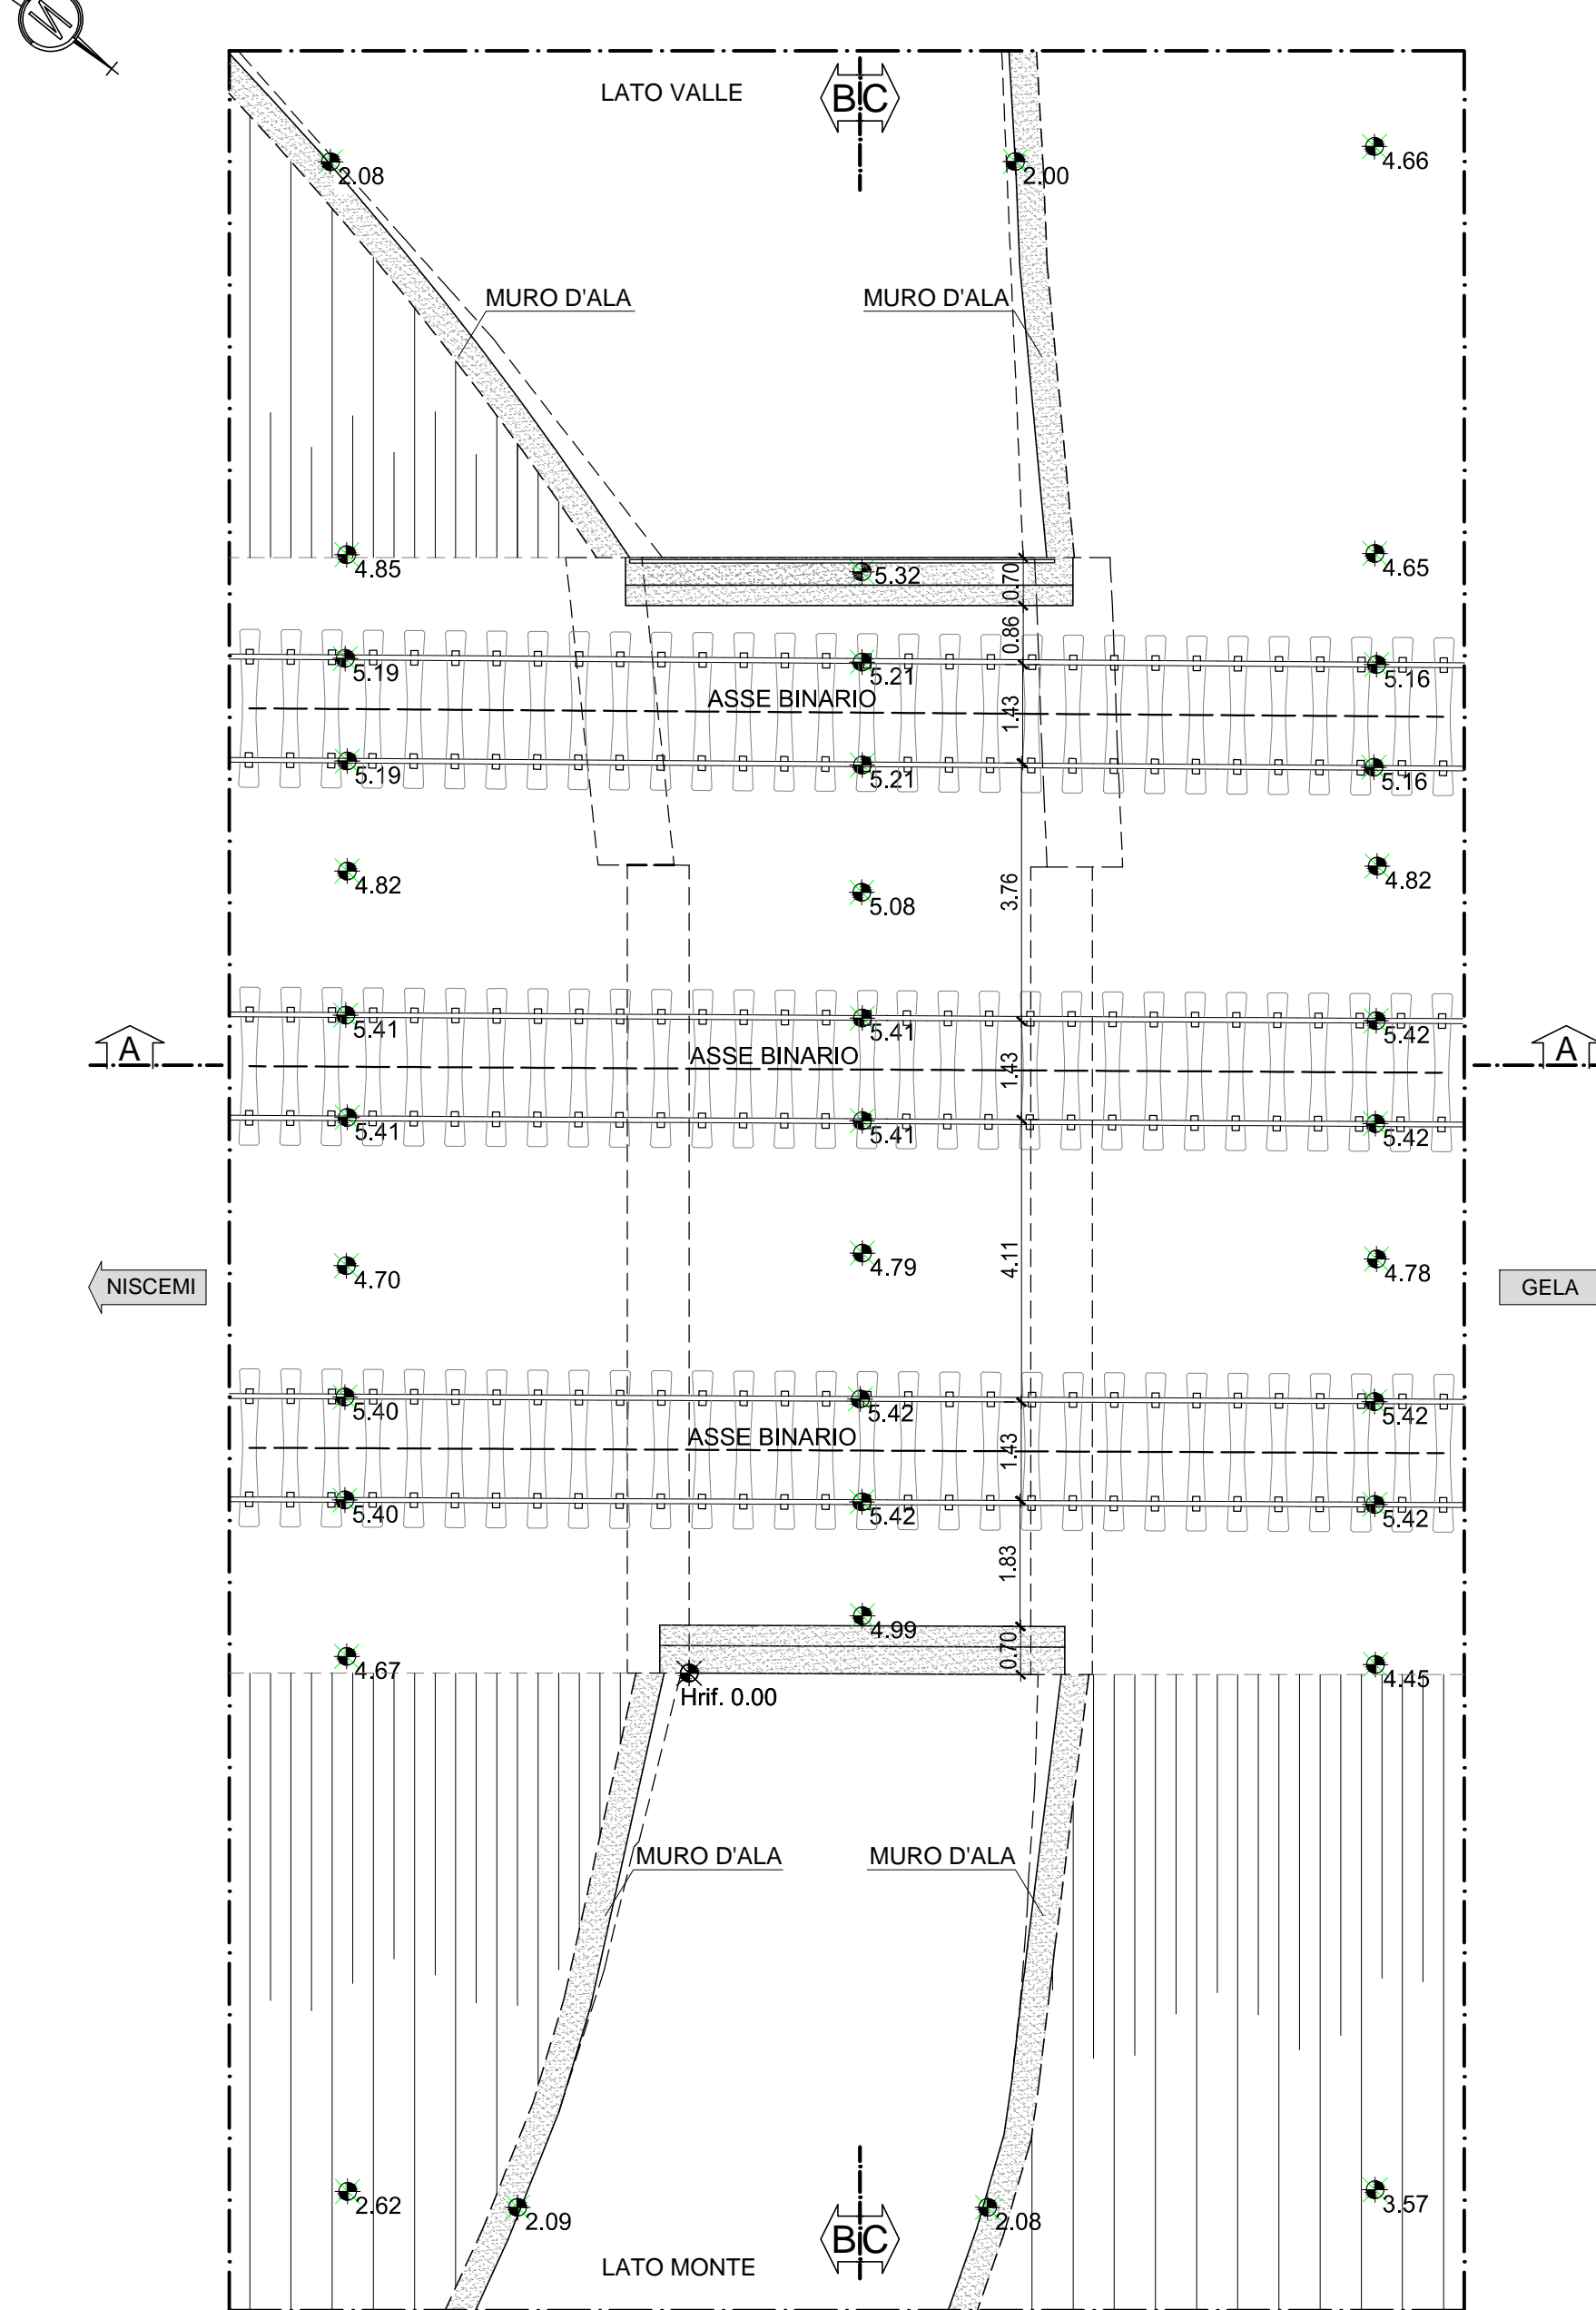 N
LATO VALLE
B C
2.08
2.00
4.66
MURO D'ALA
MURO D'ALA
4.85
5.32
0.70
4.65
0.86
5.19
5.21
5.16
ASSE BINARIO
1.43
5.19
5.21
5.16
4.82
5.08
3.76
4.82
5.41
5.41
5.42
A
ASSE BINARIO
1.43
A
5.41
5.41
5.42
4.70
4.79
4.11
4.78
NISCEMI
GELA
5.40
5.42
5.42
ASSE BINARIO
1.43
5.40
5.42
5.42
1.83
4.99
4.67
0.70
4.45
Hrif. 0.00
MURO D'ALA
MURO D'ALA
2.62
2.09
2.08
3.57
B C
LATO MONTE